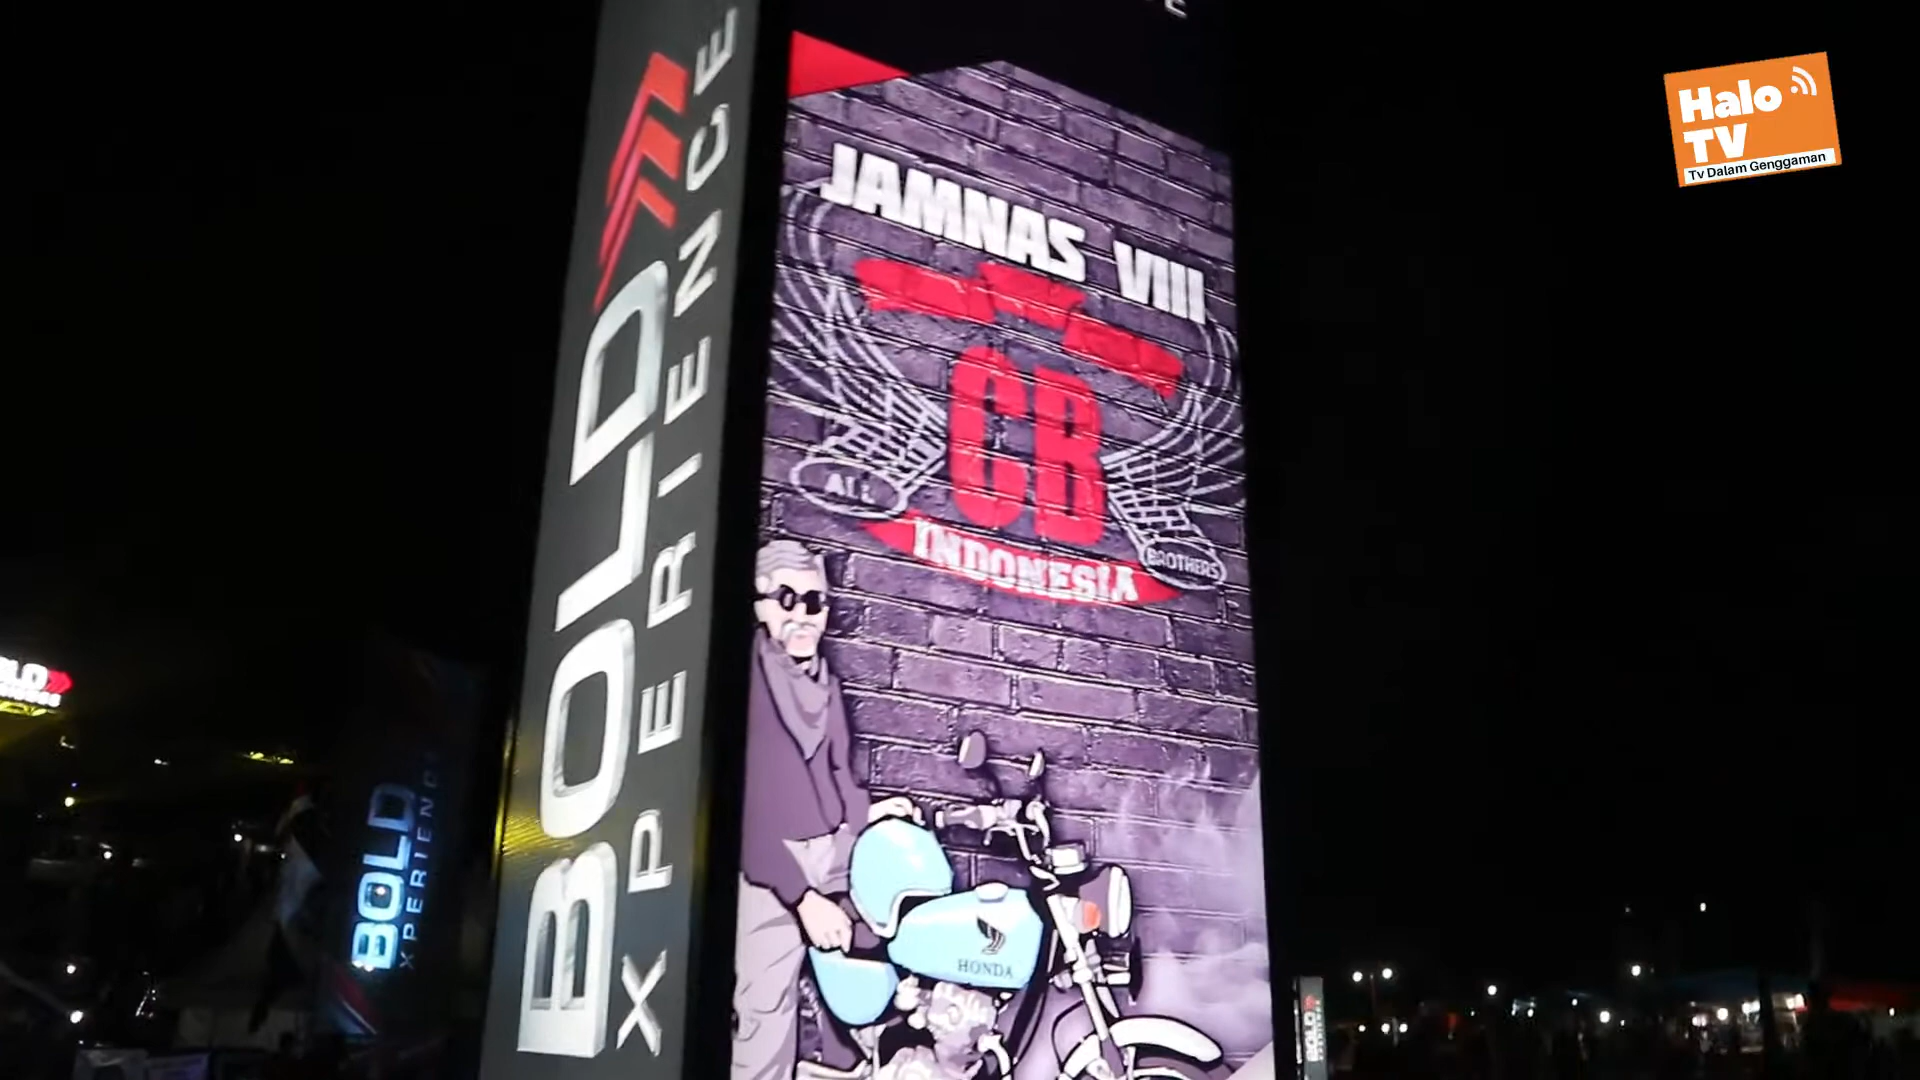 Halo
TV
Tv Dalam Genggaman
BOLD
XPERIENCE
JAMNAS VIII
CB
ALL
BROTHERS
INDONESIA
HONDA
BOLD
XPERIENCE
BOLD